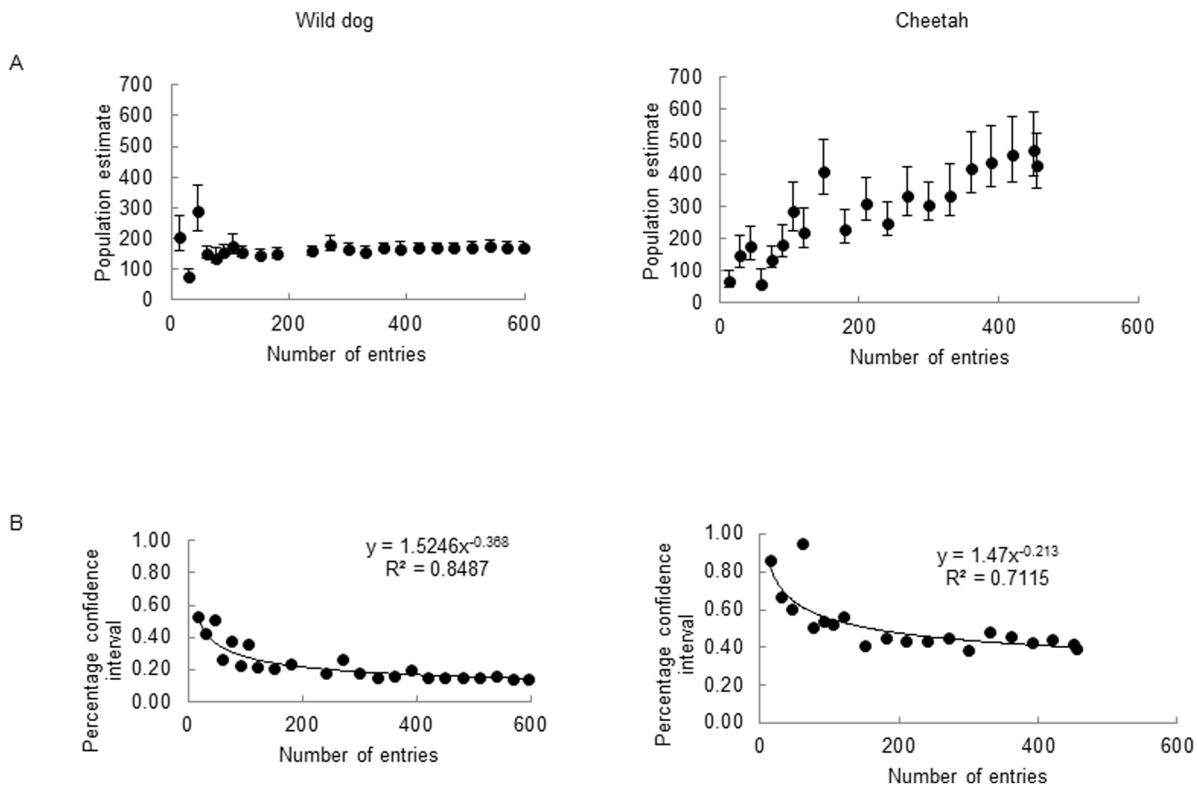 Wild dog
Cheetah
A
Population estimate
700
600
500
400
300
200
100
0
0 200 400 600
Number of entries
Population estimate
700
600
500
400
300
200
100
0
0 200 400 600
Number of entries
B
Percentage confidence
interval
1.00
0.80
0.60
0.40
0.20
0.00
y = 1.5246x^-0.368
R² = 0.8487
0 200 400 600
Number of entries
Percentage confidence
interval
1.00
0.80
0.60
0.40
0.20
0.00
y = 1.47x^-0.213
R² = 0.7115
0 200 400 600
Number of entries